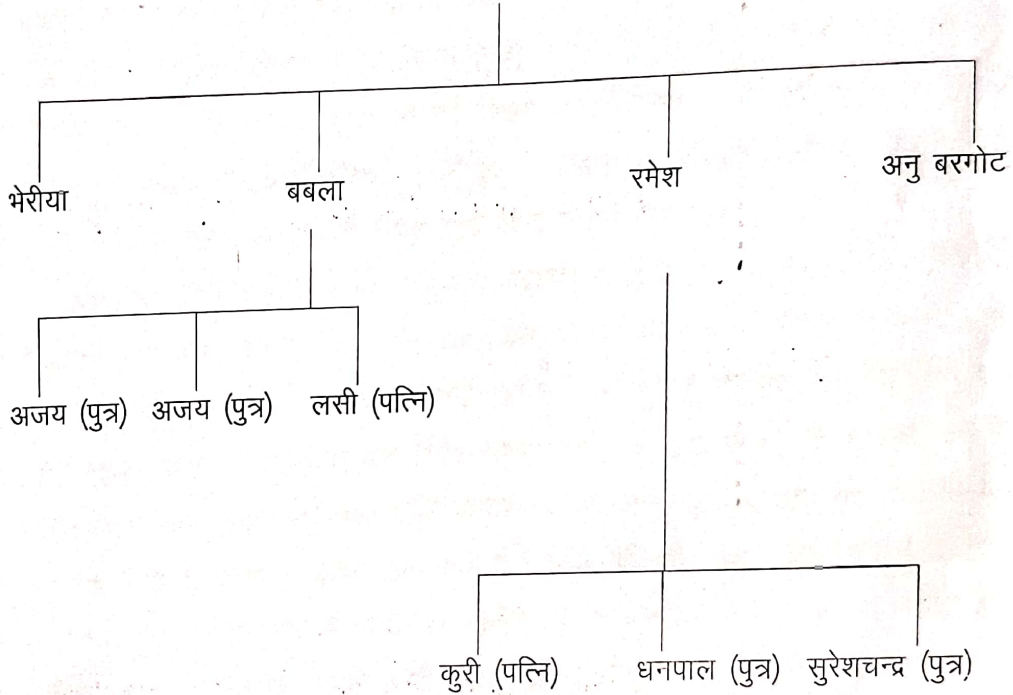 भेरीया बबला रमेश अनु बरगोट
अजय (पुत्र) अजय (पुत्र) लसी (पत्नि)
कुरी (पत्नि) धनपाल (पुत्र) सुरेशचन्द्र (पुत्र)